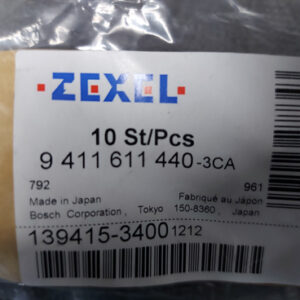 ZEXEL
10 St/Pcs
9 411 611 440-3CA
792 961
Made in Japan Fabriqué au Japon
Bosch Corporation, Tokyo 150-8360, Japan
139415-3400 1212